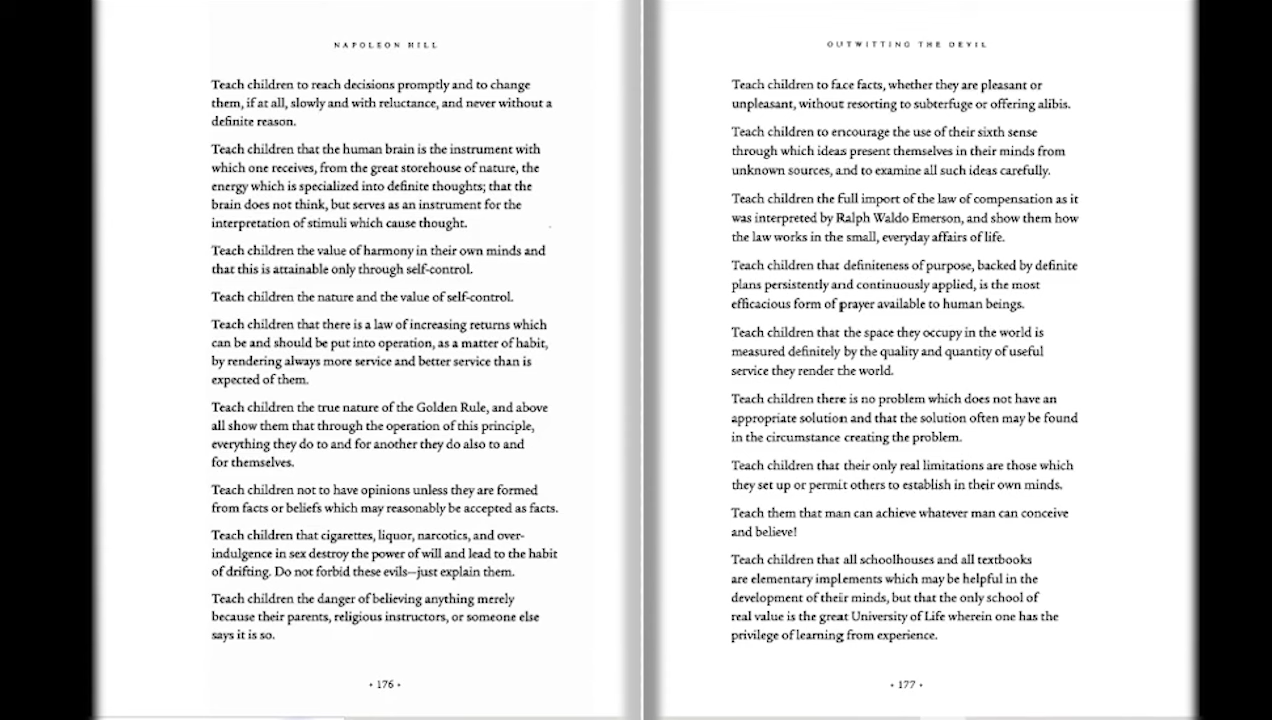 NAPOLEON HILL
Teach children to reach decisions promptly and to change
them, if at all, slowly and with reluctance, and never without a
definite reason.
Teach children that the human brain is the instrument with
which one receives, from the great storehouse of nature, the
energy which is specialized into definite thoughts; that the
brain does not think, but serves as an instrument for the
interpretation of stimuli which cause thought.
Teach children the value of harmony in their own minds and
that this is attainable only through self-control.
Teach children the nature and the value of self-control.
Teach children that there is a law of increasing returns which
can be and should be put into operation, as a matter of habit,
by rendering always more service and better service than is
expected of them.
Teach children the true nature of the Golden Rule, and above
all show them that through the operation of this principle,
everything they do to and for another they do also to and
for themselves.
Teach children not to have opinions unless they are formed
from facts or beliefs which may reasonably be accepted as facts.
Teach children that cigarettes, liquor, narcotics, and over-
indulgence in sex destroy the power of will and lead to the habit
of drifting. Do not forbid these evils—just explain them.
Teach children the danger of believing anything merely
because their parents, religious instructors, or someone else
says it is so.
• 176 •
OUTWITTING THE DEVIL
Teach children to face facts, whether they are pleasant or
unpleasant, without resorting to subterfuge or offering alibis.
Teach children to encourage the use of their sixth sense
through which ideas present themselves in their minds from
unknown sources, and to examine all such ideas carefully.
Teach children the full import of the law of compensation as it
was interpreted by Ralph Waldo Emerson, and show them how
the law works in the small, everyday affairs of life.
Teach children that definiteness of purpose, backed by definite
plans persistently and continuously applied, is the most
efficacious form of prayer available to human beings.
Teach children that the space they occupy in the world is
measured definitely by the quality and quantity of useful
service they render the world.
Teach children there is no problem which does not have an
appropriate solution and that the solution often may be found
in the circumstance creating the problem.
Teach children that their only real limitations are those which
they set up or permit others to establish in their own minds.
Teach them that man can achieve whatever man can conceive
and believe!
Teach children that all schoolhouses and all textbooks
are elementary implements which may be helpful in the
development of their minds, but that the only school of
real value is the great University of Life wherein one has the
privilege of learning from experience.
• 177 •